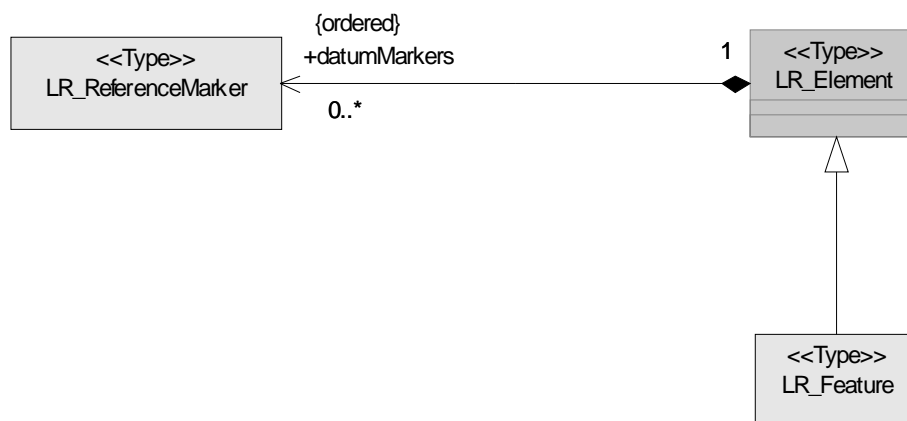 {ordered}
+datumMarkers
1
<<Type>>
LR_ReferenceMarker
0..*
<<Type>>
LR_Element
<<Type>>
LR_Feature